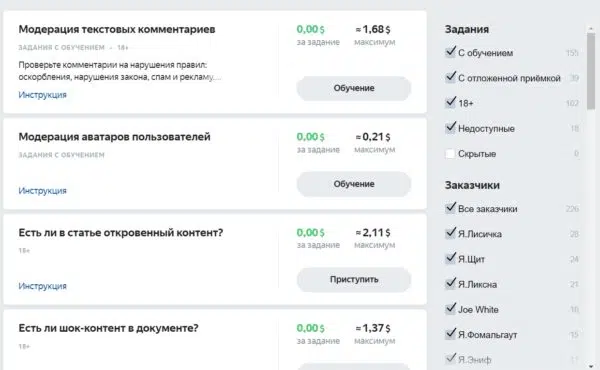 Модерация текстовых комментариев
ЗАДАНИЯ С ОБУЧЕНИЕМ • 18+
Проверьте комментарии на нарушения правил:
оскорбления, нарушения закона, спам и рекламу...
Инструкция
0,00 $
за задание
≈ 1,68 $
максимум
Обучение
Модерация аватаров пользователей
ЗАДАНИЯ С ОБУЧЕНИЕМ
Инструкция
0,00 $
за задание
≈ 0,21 $
максимум
Обучение
Есть ли в статье откровенный контент?
18+
Инструкция
0,00 $
за задание
≈ 2,11 $
максимум
Приступить
Есть ли шок-контент в документе?
18+
0,00 $
за задание
≈ 1,37 $
максимум
Задания
С обучением 155
С отложенной приёмкой 39
18+ 102
Недоступные 18
Скрытые 0
Заказчики
Все заказчики 226
Я.Лисичка 28
Я.Щит 24
Я.Ликсна 21
Joe White 16
Я.Фомальгаут 15
Я.Эниф 11